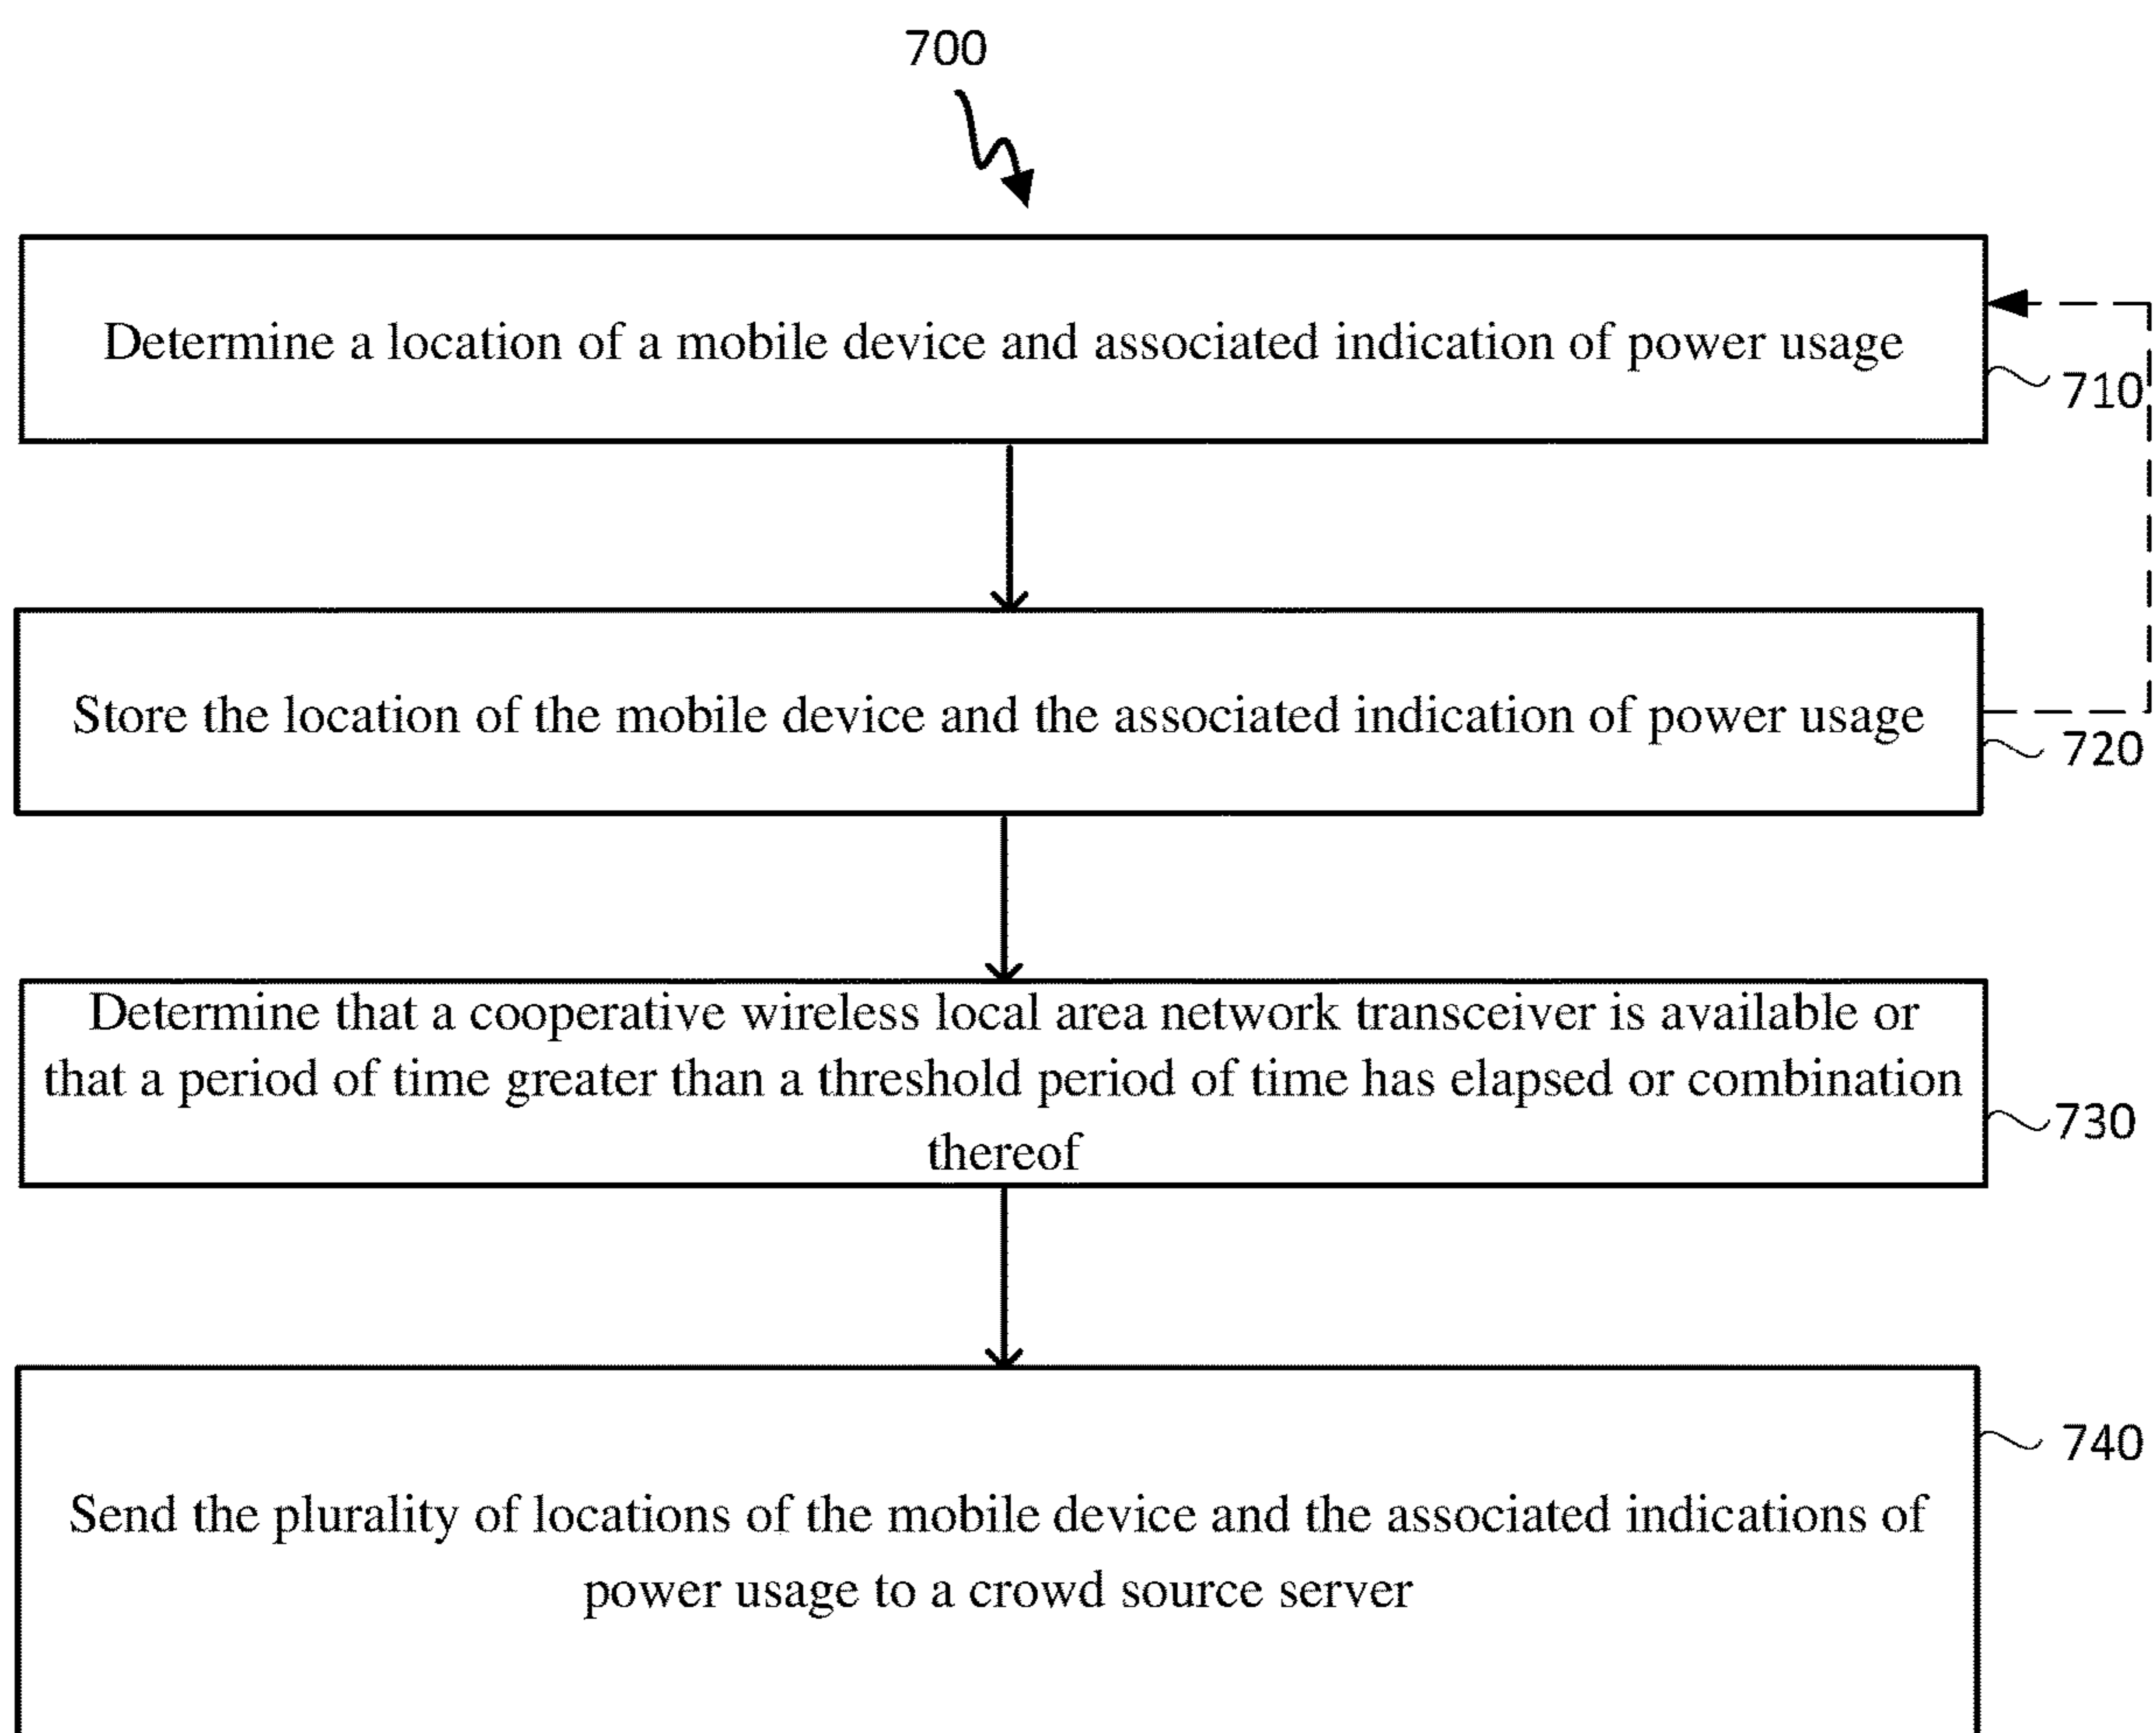 700
Determine a location of a mobile device and associated indication of power usage
710
Store the location of the mobile device and the associated indication of power usage
720
Determine that a cooperative wireless local area network transceiver is available or
that a period of time greater than a threshold period of time has elapsed or combination
thereof
730
740
Send the plurality of locations of the mobile device and the associated indications of
power usage to a crowd source server